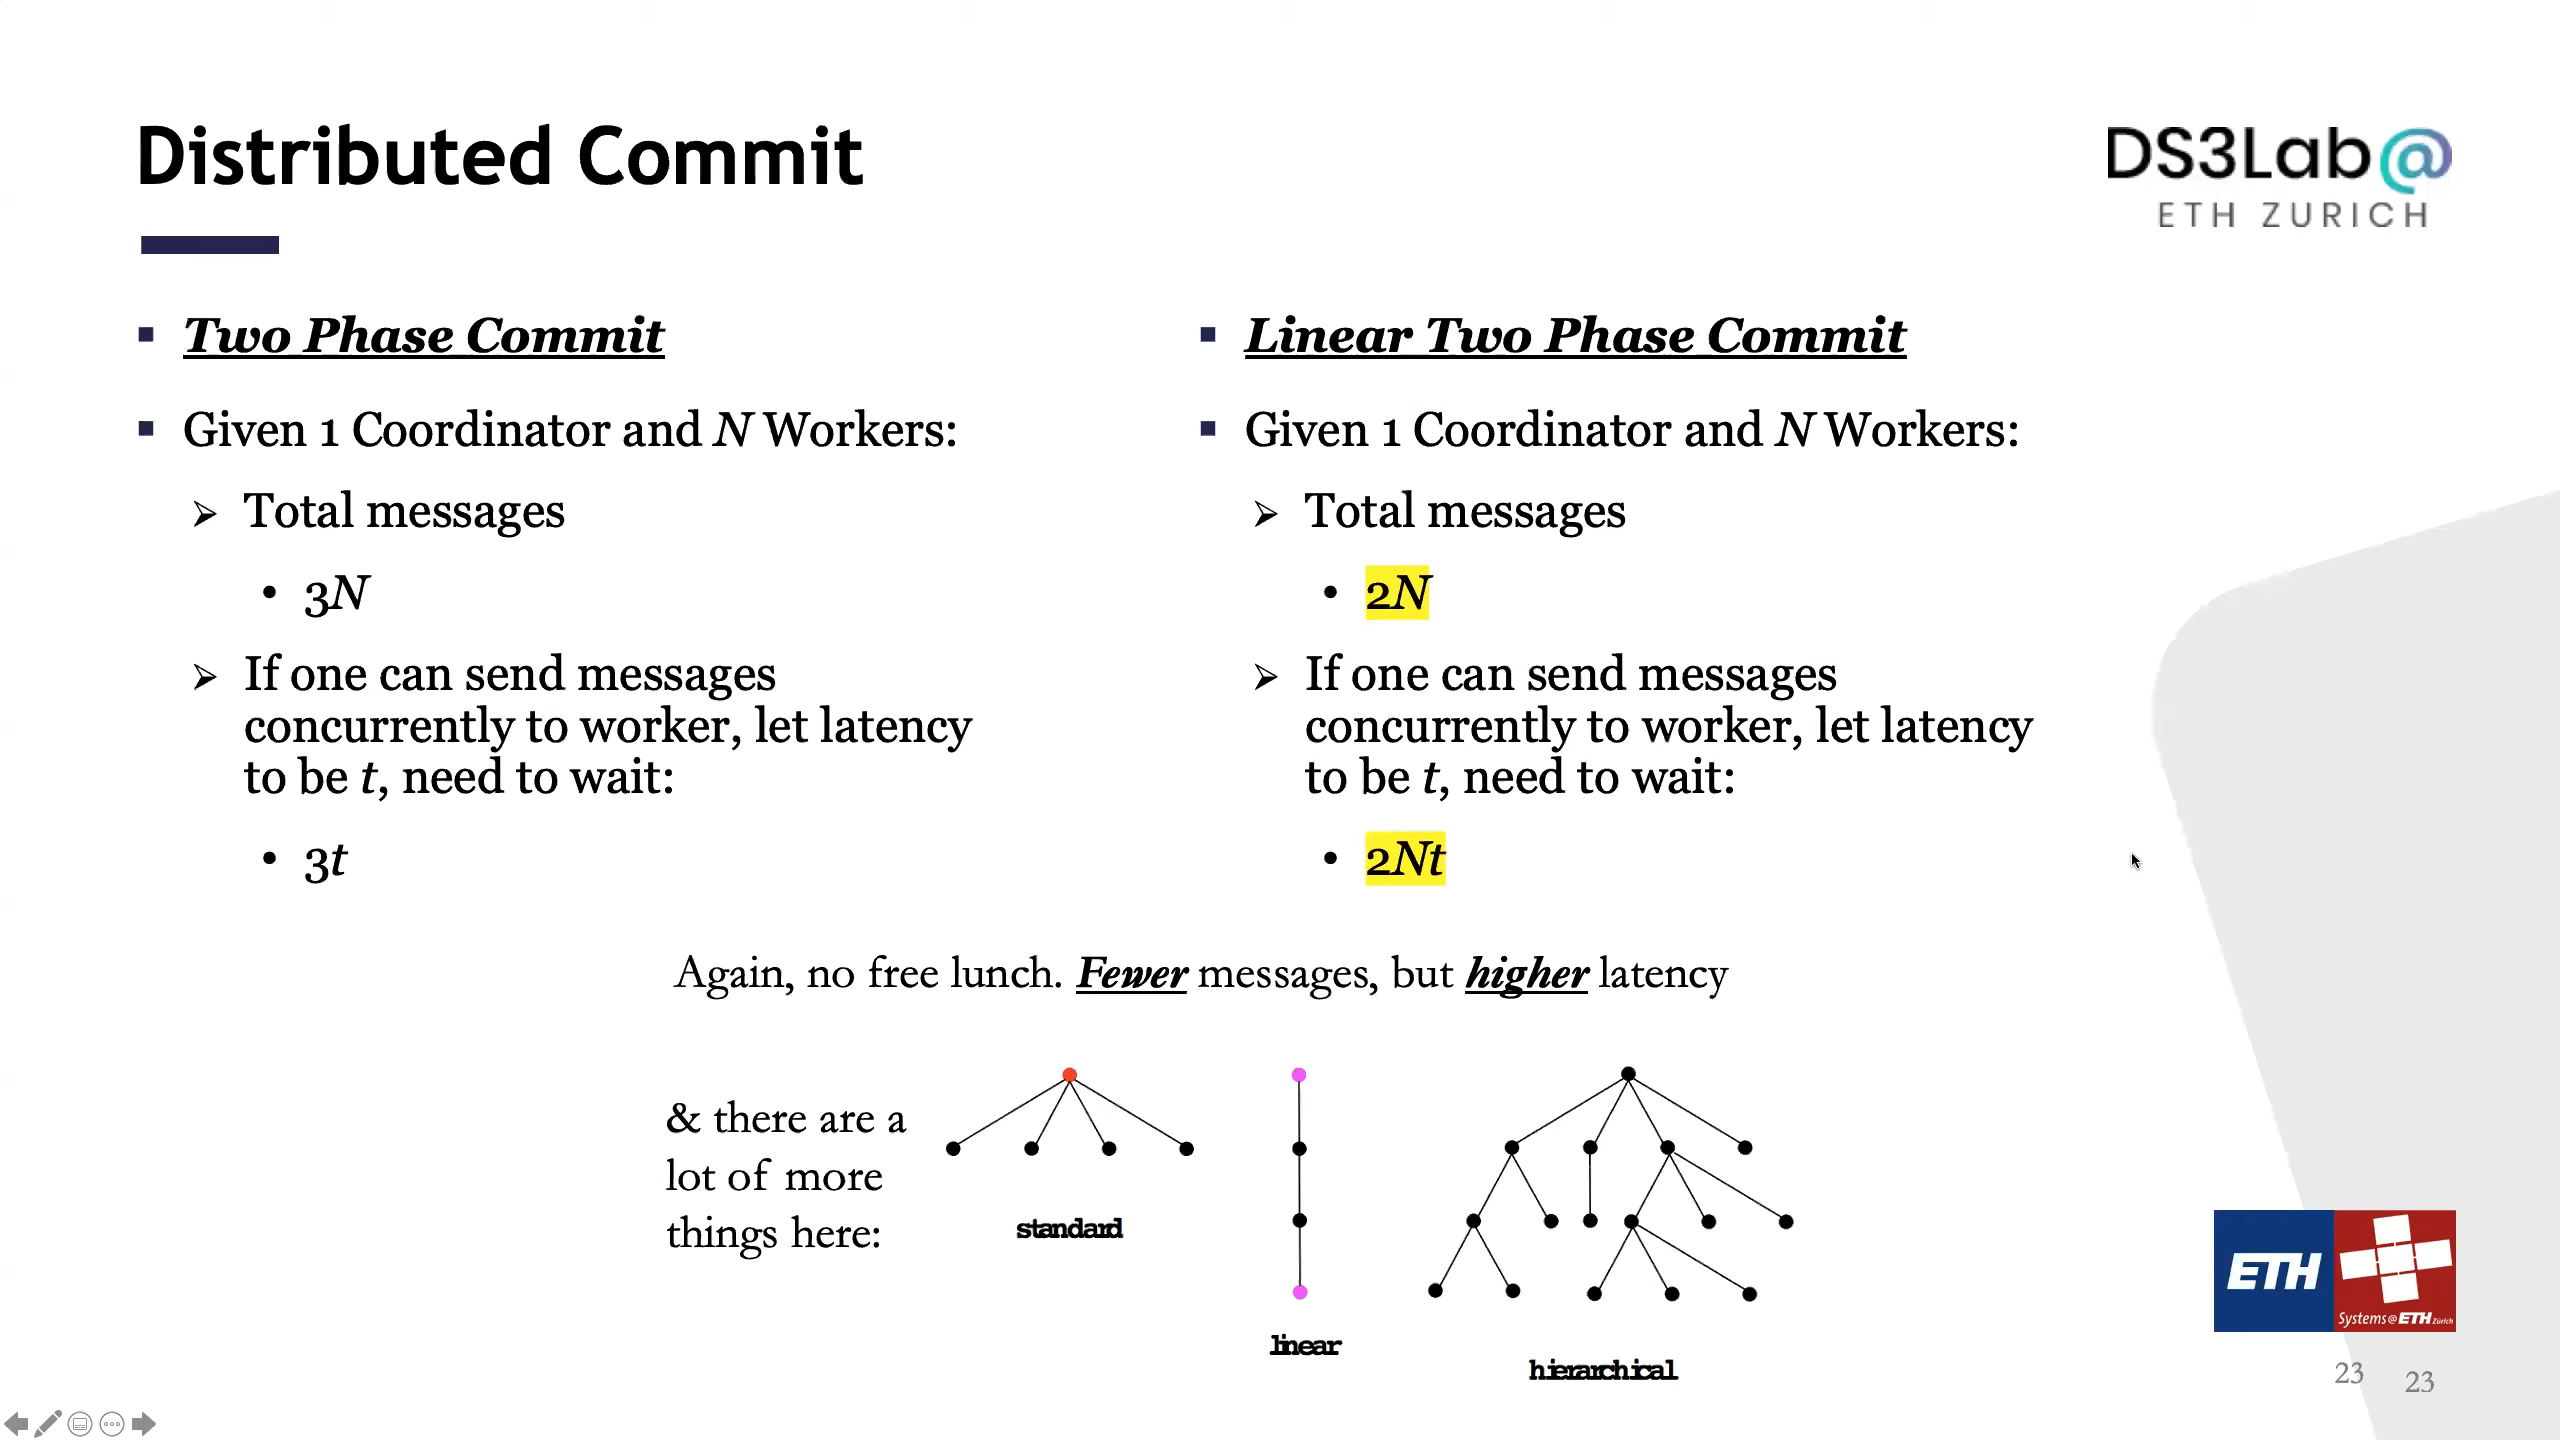 Distributed Commit
DS3Lab@
ETH ZURICH
▪ Two Phase Commit
▪ Given 1 Coordinator and N Workers:
➢ Total messages
• 3N
➢ If one can send messages
concurrently to worker, let latency
to be t, need to wait:
• 3t
▪ Linear Two Phase Commit
▪ Given 1 Coordinator and N Workers:
➢ Total messages
• 2N
➢ If one can send messages
concurrently to worker, let latency
to be t, need to wait:
• 2Nt
Again, no free lunch. Fewer messages, but higher latency
& there are a
lot of more
things here:
standard
linear
hierarchical
ETH
Systems@ETH Zürich
23
23